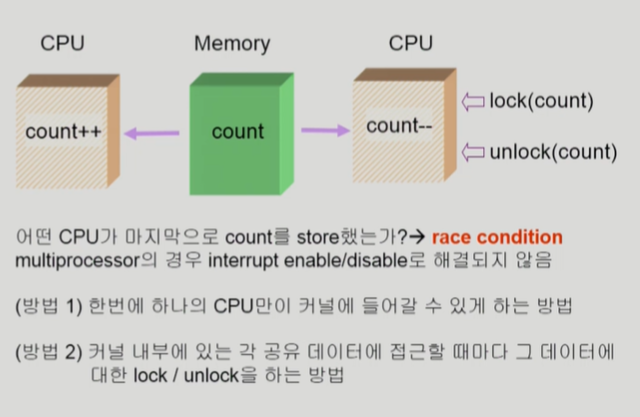 CPU Memory CPU
count++ count count-- ⇦ lock(count)
⇦ unlock(count)
어떤 CPU가 마지막으로 count를 store했는가?→ race condition
multiprocessor의 경우 interrupt enable/disable로 해결되지 않음
(방법 1) 한번에 하나의 CPU만이 커널에 들어갈 수 있게 하는 방법
(방법 2) 커널 내부에 있는 각 공유 데이터에 접근할 때마다 그 데이터에
대한 lock / unlock을 하는 방법